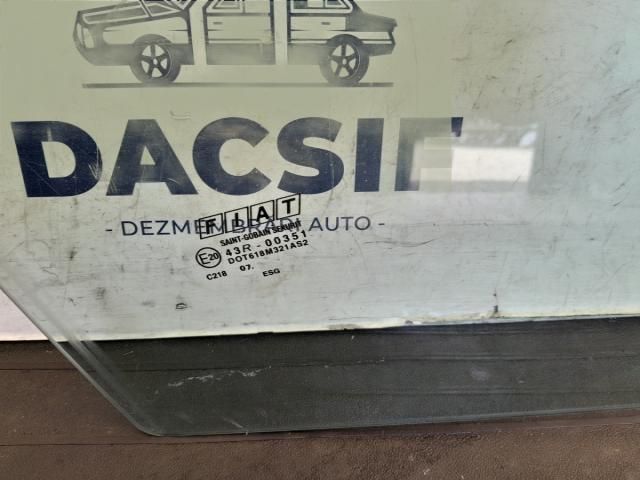 DACSIF
- DEZMEMBRARI AUTO -
FIAT
SAINT-GOBAIN SEKURIT
E20 43R - 00351
DOT618M321AS2
C218 07. ESG